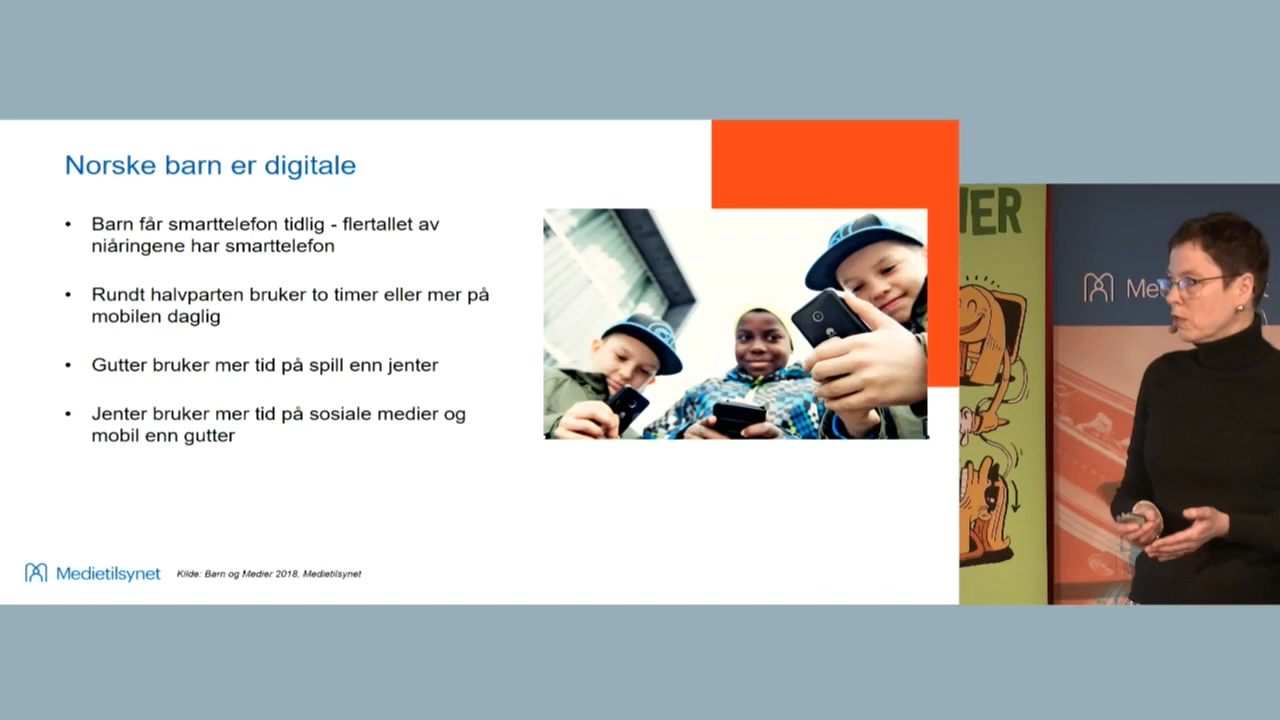 Norske barn er digitale
• Barn får smarttelefon tidlig - flertallet av
niåringene har smarttelefon
• Rundt halvparten bruker to timer eller mer på
mobilen daglig
• Gutter bruker mer tid på spill enn jenter
• Jenter bruker mer tid på sosiale medier og
mobil enn gutter
Medietilsynet
Kilde: Barn og Medier 2018, Medietilsynet